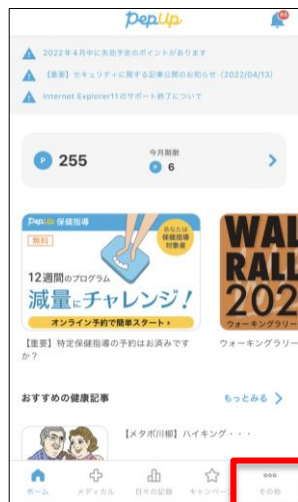 PepUp
2022年4月中に失効予定のポイントがあります
【重要】セキュリティに関する記事公開のお知らせ（2022/04/13）
Internet Explorer11のサポート終了について
P 255
今月期限
P 6
PepUp 保健指導
あなたは
保健指導
対象者
無料
12週間のプログラム
減量にチャレンジ！
オンライン予約で簡単スタート›
WAL
RALL
202
ウォーキングラリー
【重要】特定保健指導の予約はお済みです
か？
ウォーキングラリー
おすすめの健康記事
もっとみる
【メタボ川柳】ハイキング・・・
ホーム
メディカル
日々の記録
キャンペーン
その他